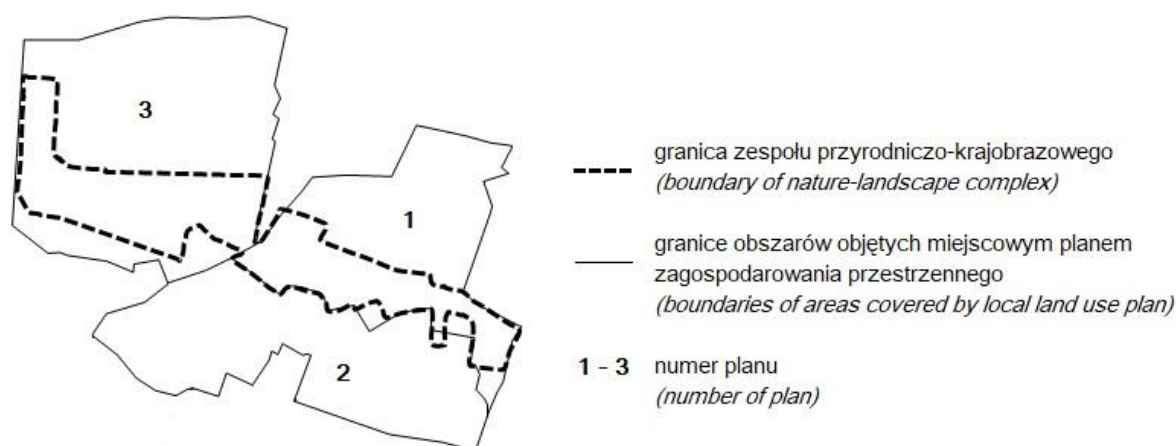 3
1
2
granica zespołu przyrodniczo-krajobrazowego
(boundary of nature-landscape complex)
granice obszarów objętych miejscowym planem
zagospodarowania przestrzennego
(boundaries of areas covered by local land use plan)
1 - 3 numer planu
(number of plan)